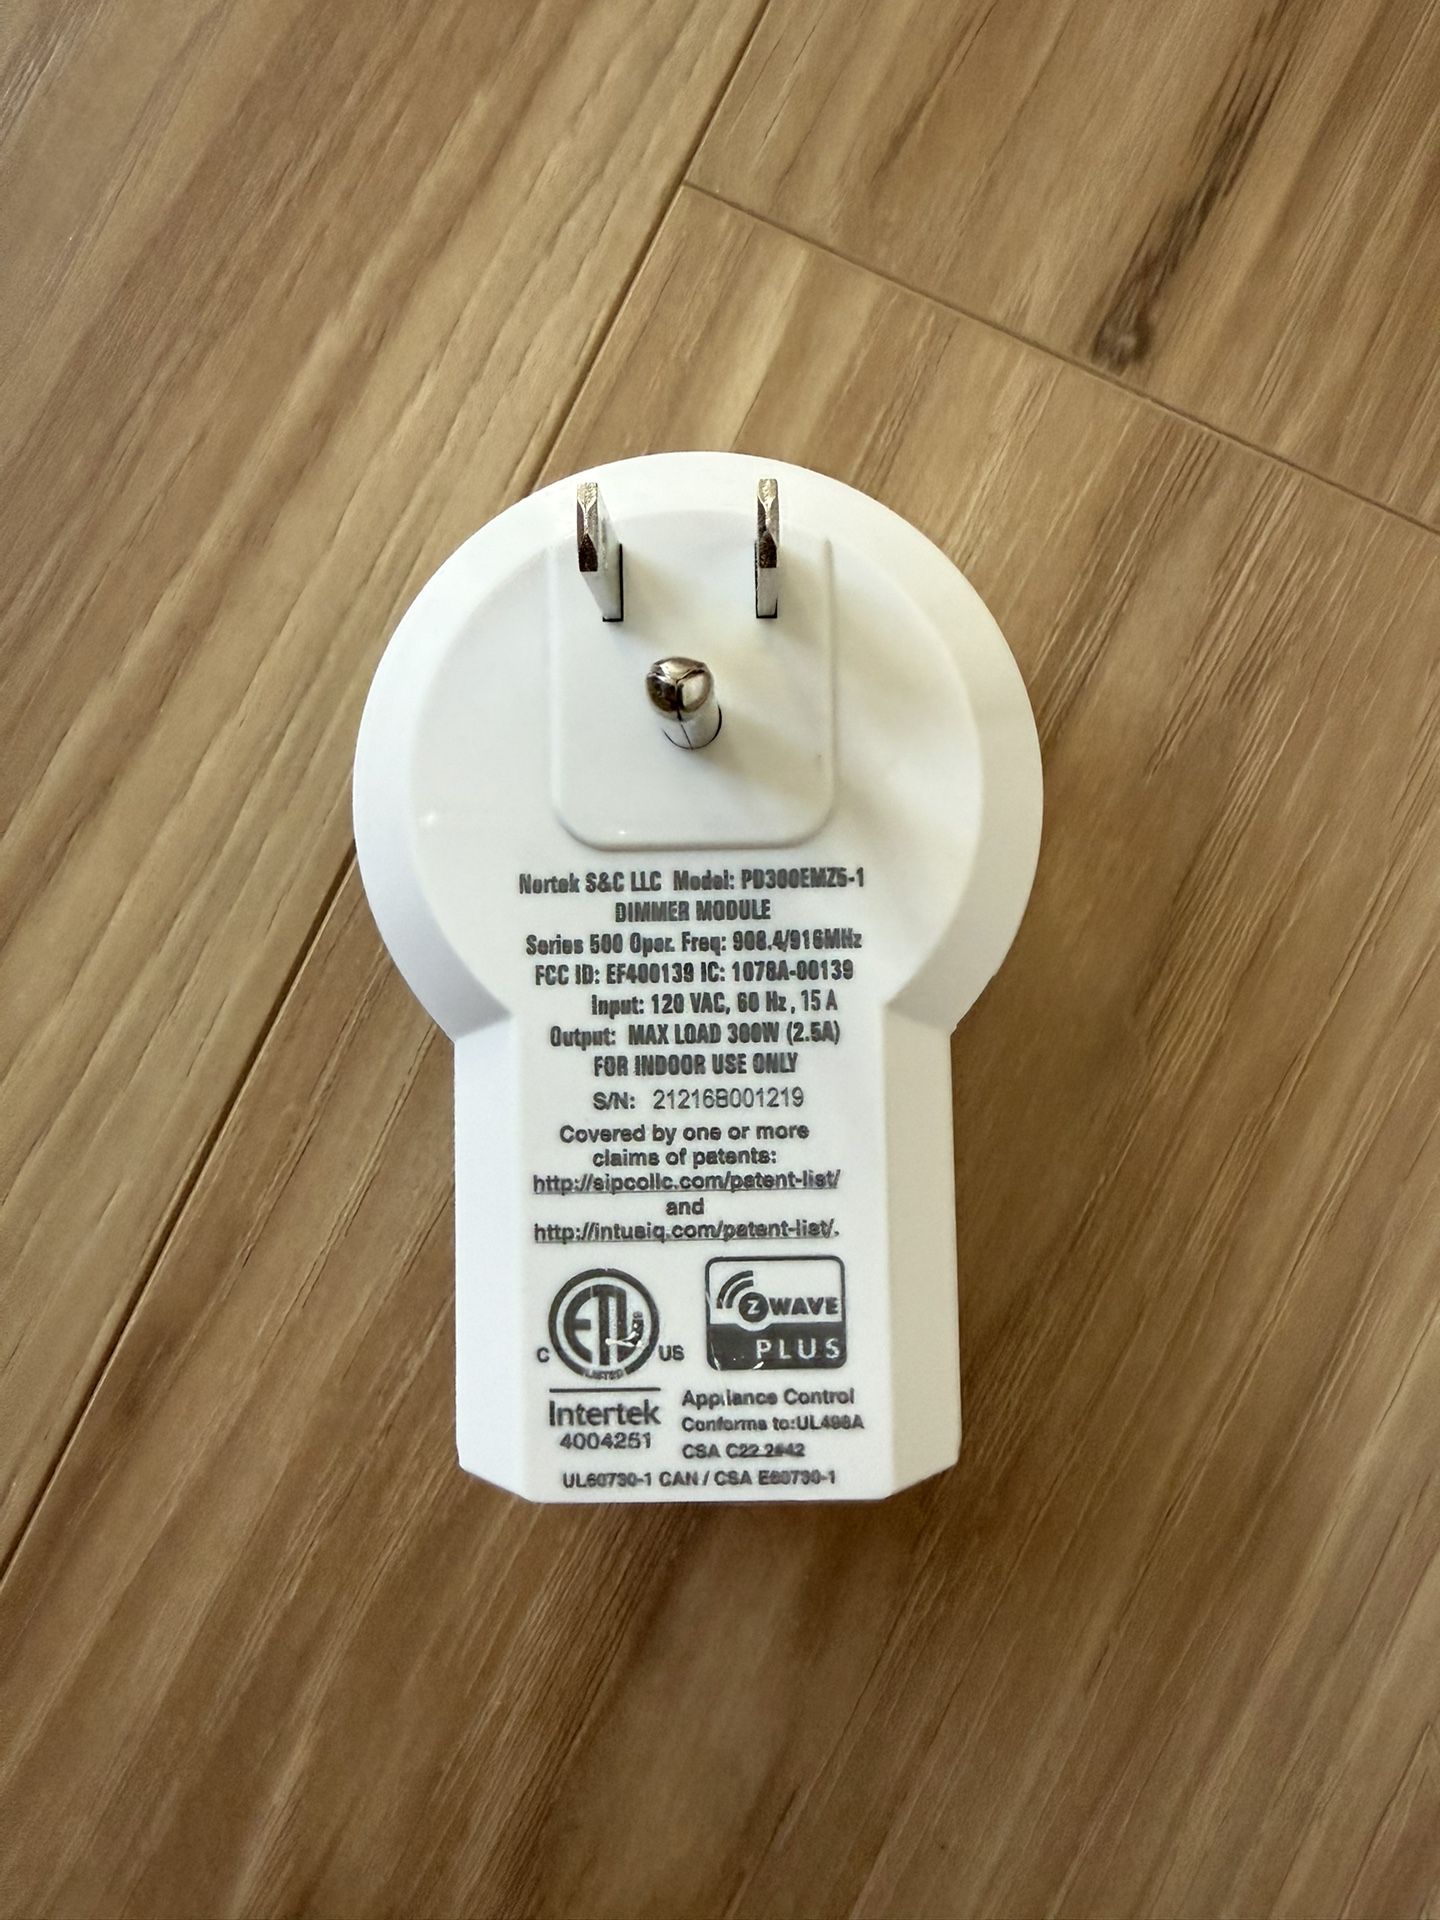 Nortek S&C LLC Model: PD300EMZ5-1
DIMMER MODULE
Series 500 Oper. Freq: 908.4/916MHz
FCC ID: EF400139 IC: 1078A-00139
Input: 120 VAC, 60 Hz, 15 A
Output: MAX LOAD 300W (2.5A)
FOR INDOOR USE ONLY
S/N: 21216B001219
Covered by one or more
claims of patents:
http://sipcollc.com/patent-list/
and
http://intusiq.com/patent-list/.
C ETL LISTED US
Z WAVE
PLUS
Intertek
4004251
Appliance Control
Conforms to:UL498A
CSA C22.2#42
UL60730-1 CAN / CSA E60730-1